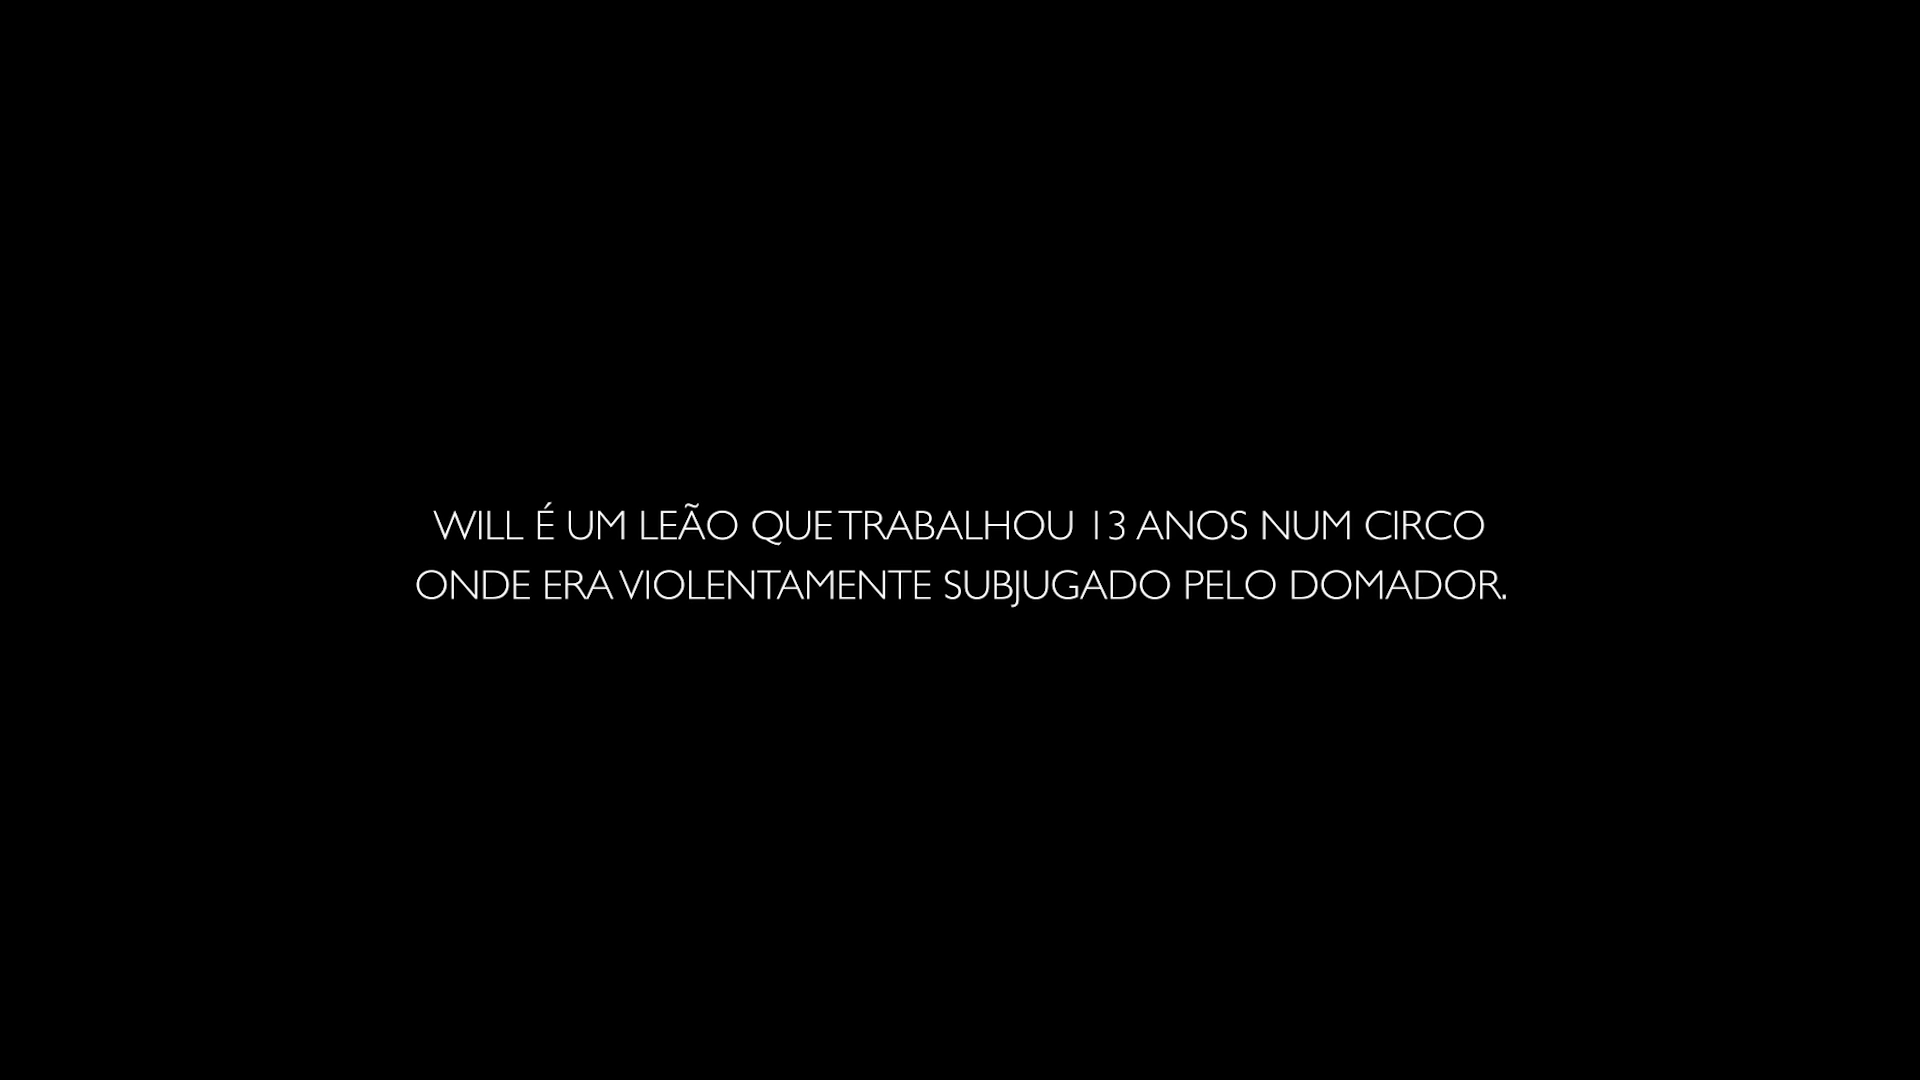 WILL É UM LEÃO QUE TRABALHOU 13 ANOS NUM CIRCO
ONDE ERA VIOLENTAMENTE SUBJUGADO PELO DOMADOR.